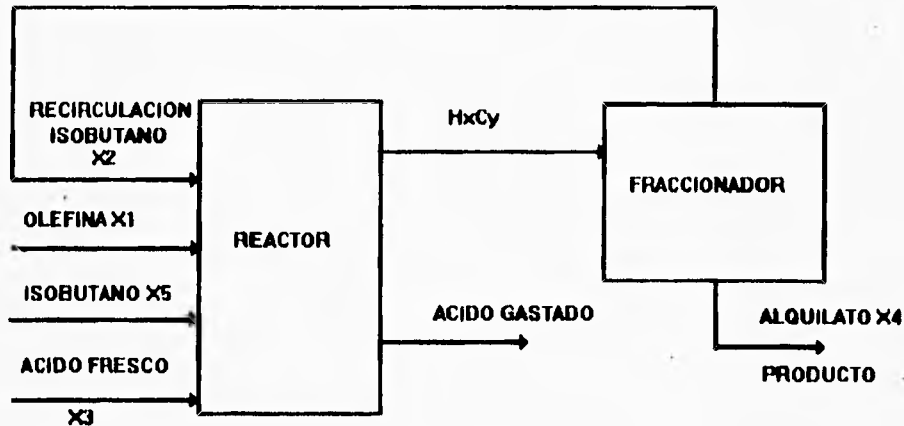 RECIRCULACION
ISOBUTANO
X2
OLEFINA X1
ISOBUTANO X5
ACIDO FRESCO
X3
REACTOR
HxCy
ACIDO GASTADO
FRACCIONADOR
ALQUILATO X4
PRODUCTO